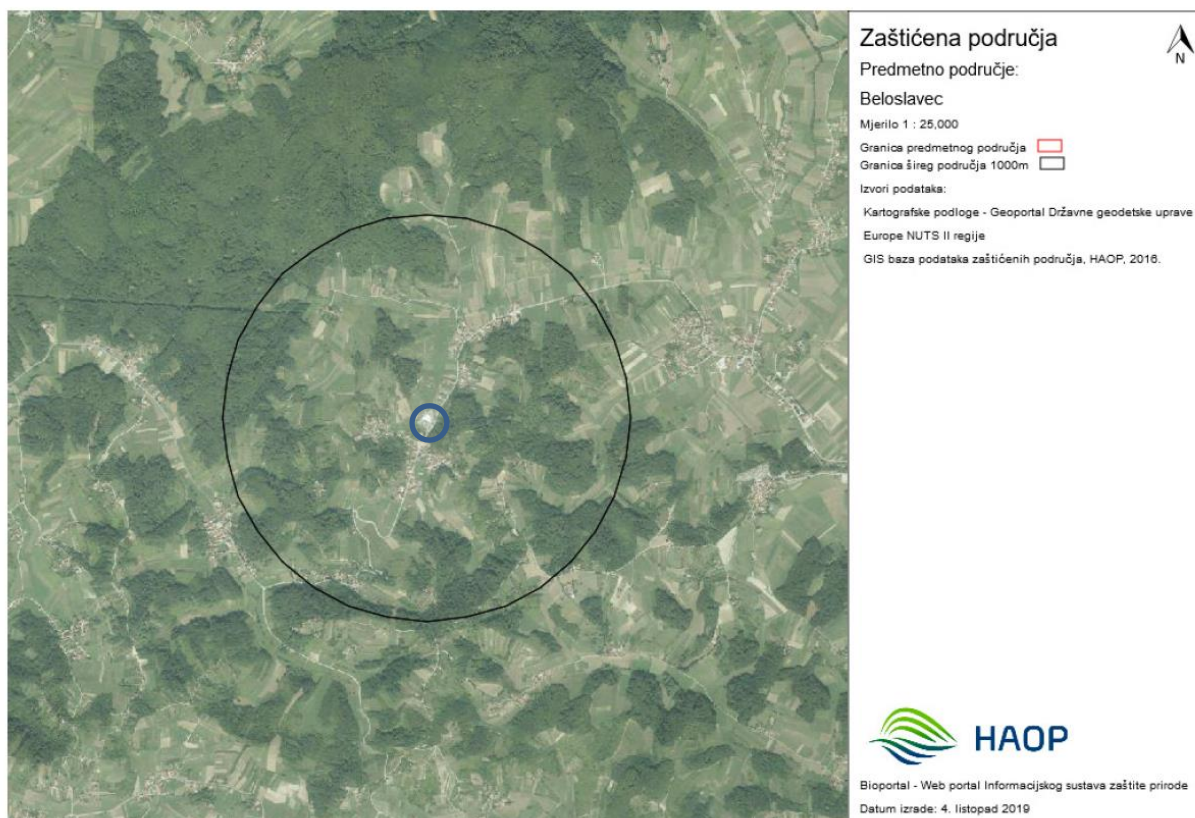 Zaštićena područja
N
Predmetno područje:
Beloslavec
Mjerilo 1 : 25,000
Granica predmetnog područja
Granica šireg područja 1000m
Izvori podataka:
Kartografske podloge - Geoportal Državne geodetske uprave
Europe NUTS II regije
GIS baza podataka zaštićenih područja, HAOP, 2016.
HAOP
Bioportal - Web portal Informacijskog sustava zaštite prirode
Datum izrade: 4. listopad 2019